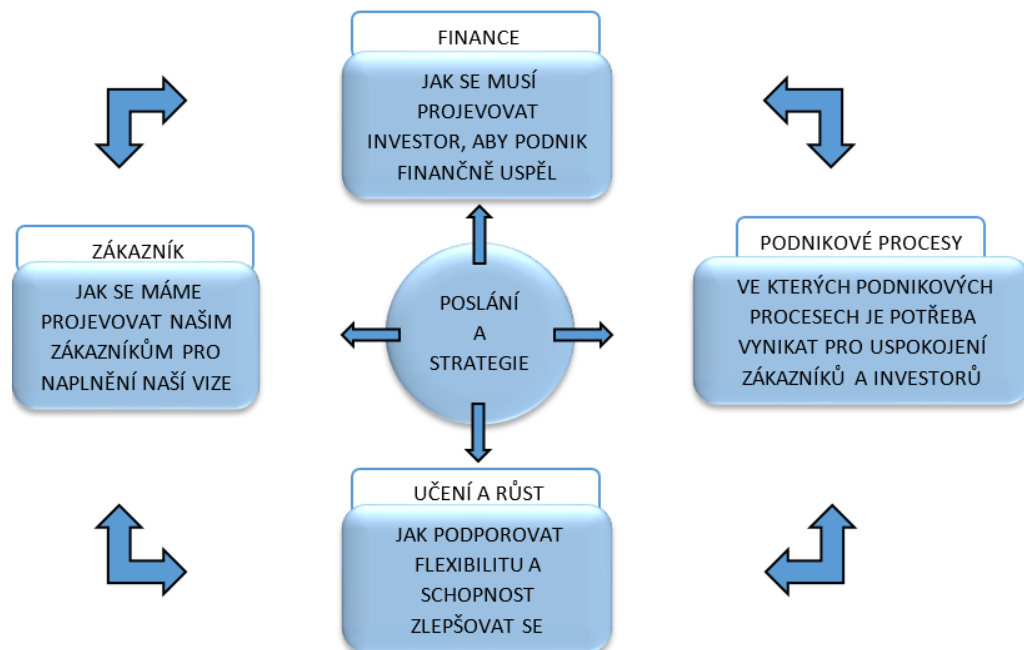 FINANCE
JAK SE MUSÍ
PROJEVOVAT
INVESTOR, ABY PODNIK
FINANČNĚ USPĚL
ZÁKAZNÍK
JAK SE MÁME
PROJEVOVAT NAŠIM
ZÁKAZNÍKŮM PRO
NAPLNĚNÍ NAŠÍ VIZE
POSLÁNÍ
A
STRATEGIE
PODNIKOVÉ PROCESY
VE KTERÝCH PODNIKOVÝCH
PROCESECH JE POTŘEBA
VYNIKAT PRO USPOKOJENÍ
ZÁKAZNÍKŮ A INVESTORŮ
UČENÍ A RŮST
JAK PODPOROVAT
FLEXIBILITU A
SCHOPNOST
ZLEPŠOVAT SE